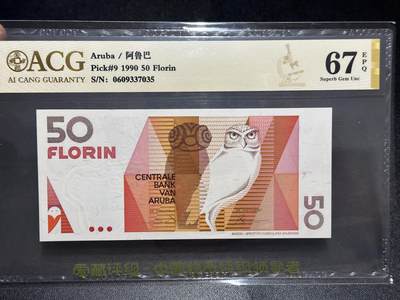 ACG
AI CANG GUARANTY
Aruba / 阿鲁巴
Pick#9 1990 50 Florin
S/N: 0609337035
67 EPQ
Superb Gem Unc
50
FLORIN
CENTRALE
BANK
VAN
ARUBA
50